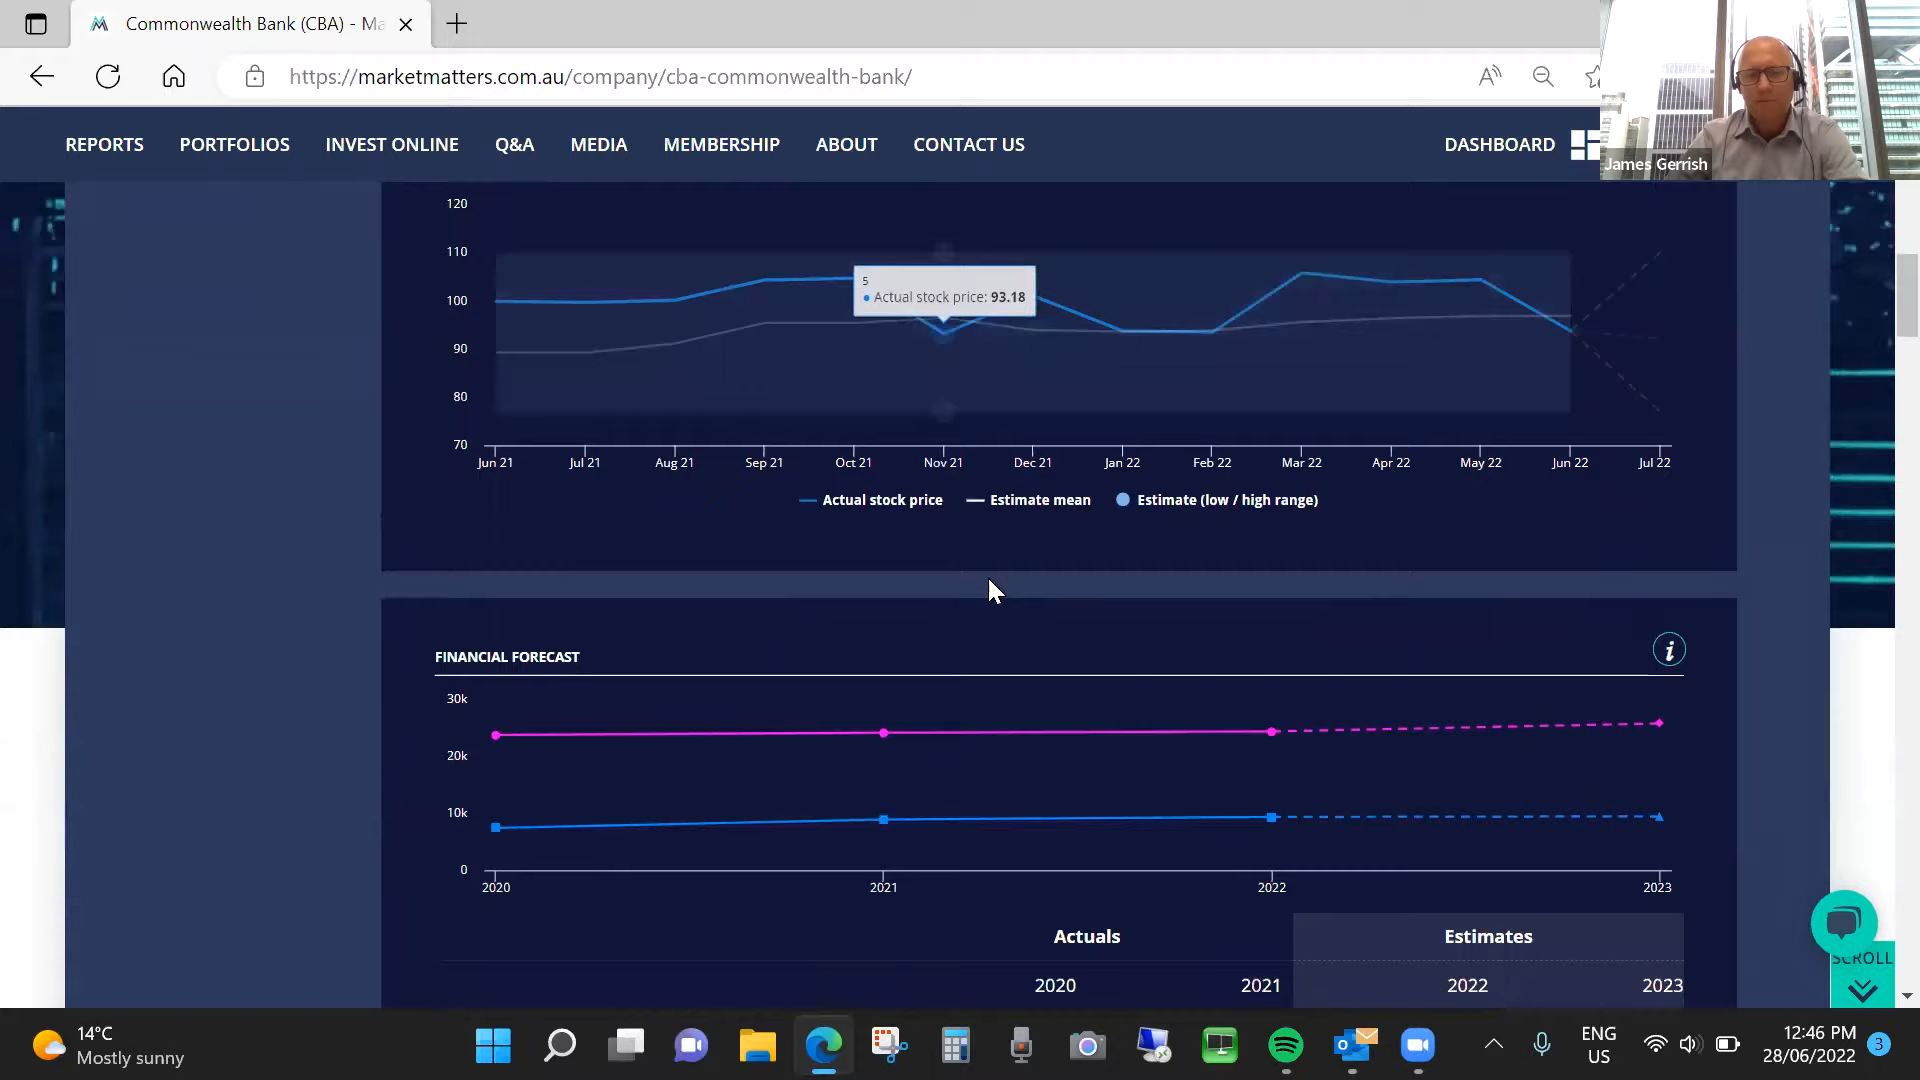 Commonwealth Bank (CBA) - Ma
https://marketmatters.com.au/company/cba-commonwealth-bank/
REPORTS PORTFOLIOS INVEST ONLINE Q&A MEDIA MEMBERSHIP ABOUT CONTACT US DASHBOARD
James Gerrish
120
110
100
90
80
70
5
Actual stock price: 93.18
Jun 21 Jul 21 Aug 21 Sep 21 Oct 21 Nov 21 Dec 21 Jan 22 Feb 22 Mar 22 Apr 22 May 22 Jun 22 Jul 22
Actual stock price Estimate mean Estimate (low / high range)
FINANCIAL FORECAST
i
30k
20k
10k
0
2020 2021 2022 2023
Actuals Estimates
2020 2021 2022 2023
SCROLL
14°C
Mostly sunny
ENG
US
12:46 PM
28/06/2022
3